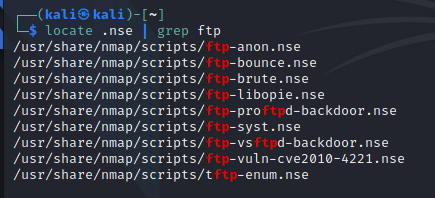 ┌──(kali㉿kali)-[~]
└─$ locate .nse | grep ftp
/usr/share/nmap/scripts/ftp-anon.nse
/usr/share/nmap/scripts/ftp-bounce.nse
/usr/share/nmap/scripts/ftp-brute.nse
/usr/share/nmap/scripts/ftp-libopie.nse
/usr/share/nmap/scripts/ftp-proftpd-backdoor.nse
/usr/share/nmap/scripts/ftp-syst.nse
/usr/share/nmap/scripts/ftp-vsftpd-backdoor.nse
/usr/share/nmap/scripts/ftp-vuln-cve2010-4221.nse
/usr/share/nmap/scripts/tftp-enum.nse